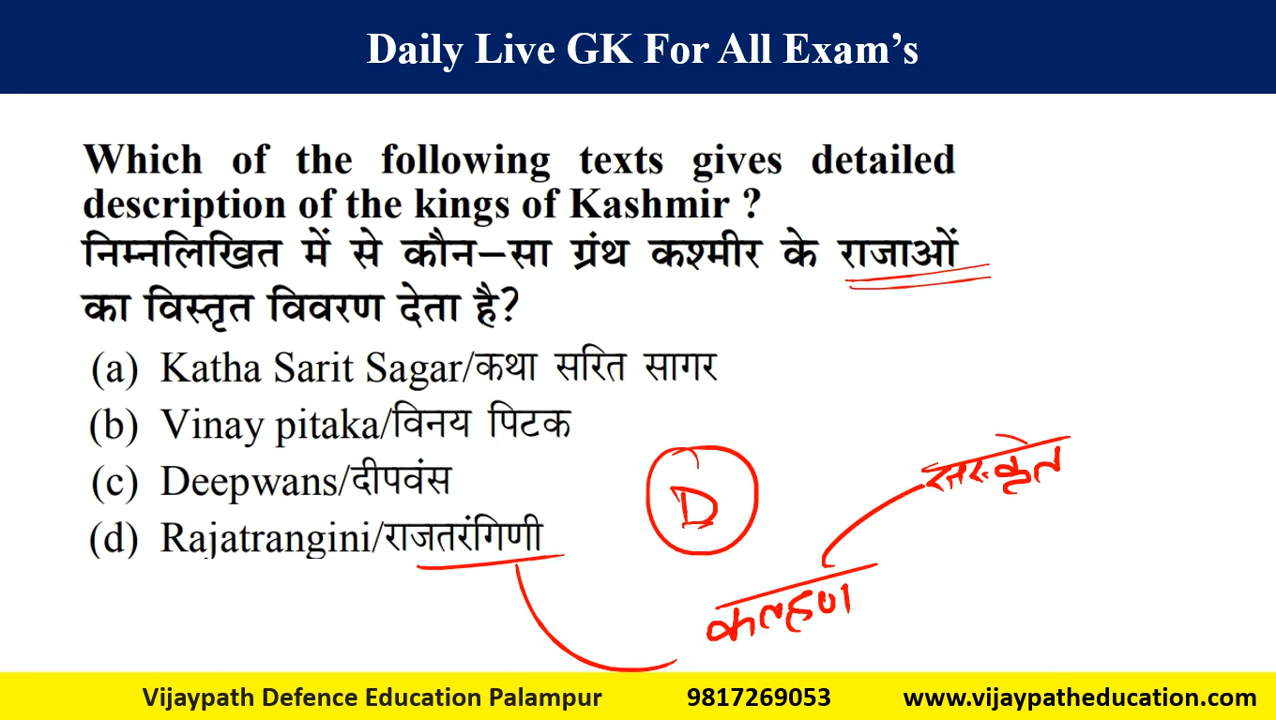 Daily Live GK For All Exam's
Which of the following texts gives detailed
description of the kings of Kashmir ?
निम्नलिखित में से कौन–सा ग्रंथ कश्मीर के राजाओं
का विस्तृत विवरण देता है?
(a) Katha Sarit Sagar/कथा सरित सागर
(b) Vinay pitaka/विनय पिटक
(c) Deepwans/दीपवंस
D
संस्कृत
(d) Rajatrangini/राजतरंगिणी
कल्हण
Vijaypath Defence Education Palampur 9817269053 www.vijaypatheducation.com